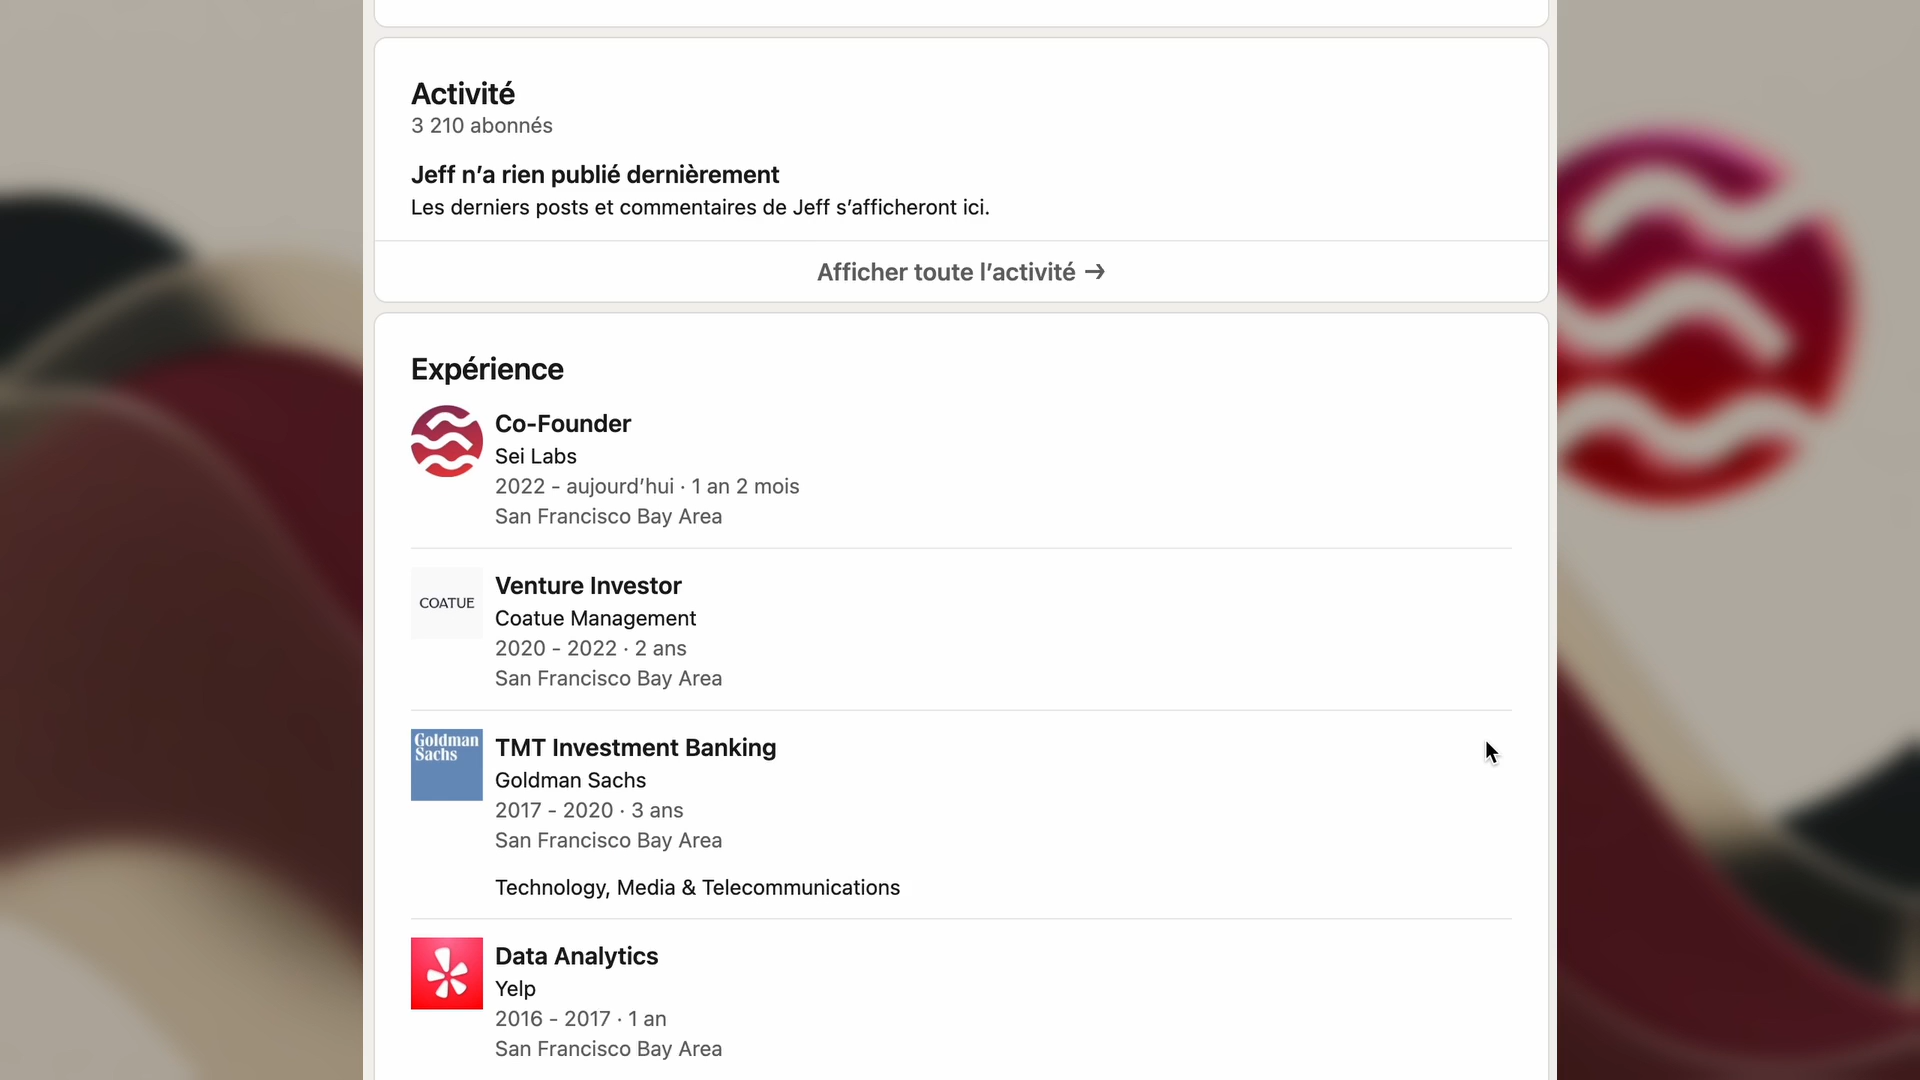 Activité
3 210 abonnés
Jeff n’a rien publié dernièrement
Les derniers posts et commentaires de Jeff s’afficheront ici.
Afficher toute l’activité →
Expérience
Co-Founder
Sei Labs
2022 - aujourd’hui · 1 an 2 mois
San Francisco Bay Area
COATUE
Venture Investor
Coatue Management
2020 - 2022 · 2 ans
San Francisco Bay Area
Goldman
Sachs
TMT Investment Banking
Goldman Sachs
2017 - 2020 · 3 ans
San Francisco Bay Area
Technology, Media & Telecommunications
Data Analytics
Yelp
2016 - 2017 · 1 an
San Francisco Bay Area